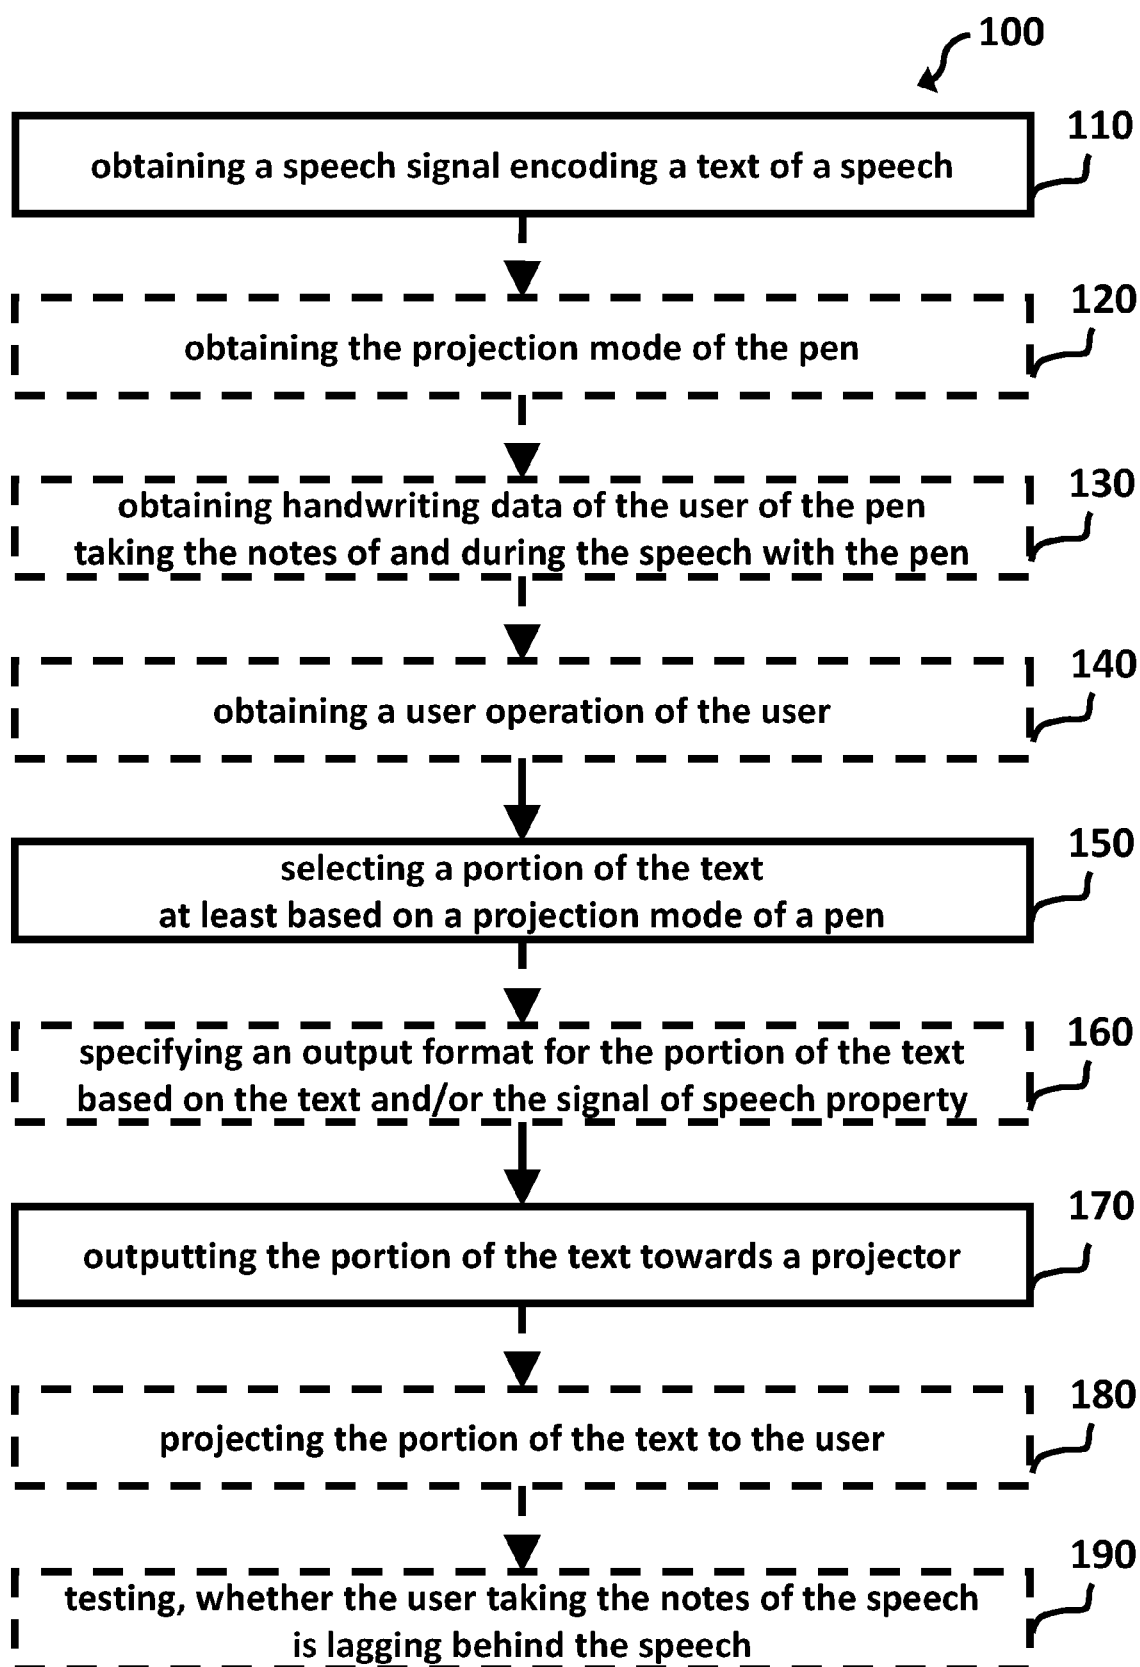 100
110
obtaining a speech signal encoding a text of a speech
120
obtaining the projection mode of the pen
130
obtaining handwriting data of the user of the pen
taking the notes of and during the speech with the pen
140
obtaining a user operation of the user
150
selecting a portion of the text
at least based on a projection mode of a pen
160
specifying an output format for the portion of the text
based on the text and/or the signal of speech property
170
outputting the portion of the text towards a projector
180
projecting the portion of the text to the user
190
testing, whether the user taking the notes of the speech
is lagging behind the speech